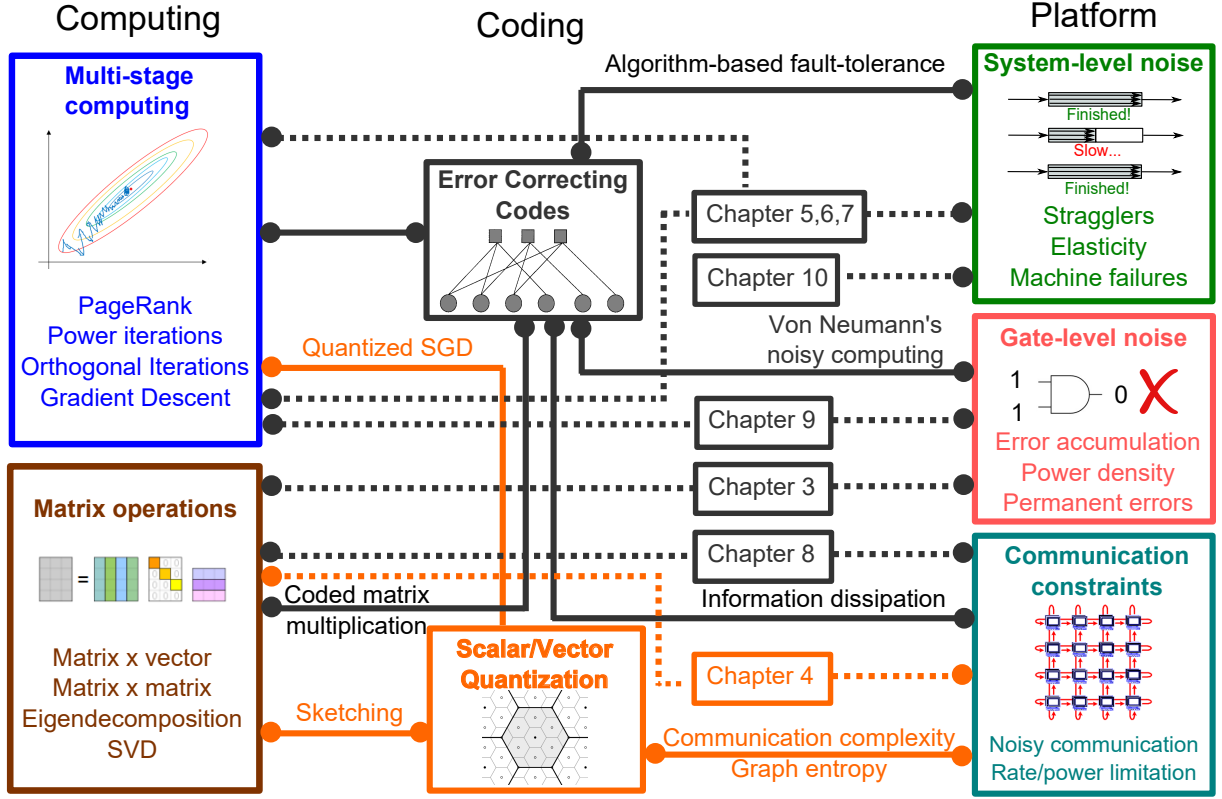 Computing
Coding
Platform
Multi-stage
computing
PageRank
Power iterations
Orthogonal Iterations
Gradient Descent
Matrix operations
=
Matrix x vector
Matrix x matrix
Eigendecomposition
SVD
Algorithm-based fault-tolerance
Error Correcting
Codes
Quantized SGD
Coded matrix
multiplication
Scalar/Vector
Quantization
Sketching
Chapter 5,6,7
Chapter 10
Von Neumann's
noisy computing
Chapter 9
Chapter 3
Chapter 8
Information dissipation
Chapter 4
Communication complexity
Graph entropy
System-level noise
Finished!
Slow...
Finished!
Stragglers
Elasticity
Machine failures
Gate-level noise
1
1
0
Error accumulation
Power density
Permanent errors
Communication
constraints
Noisy communication
Rate/power limitation